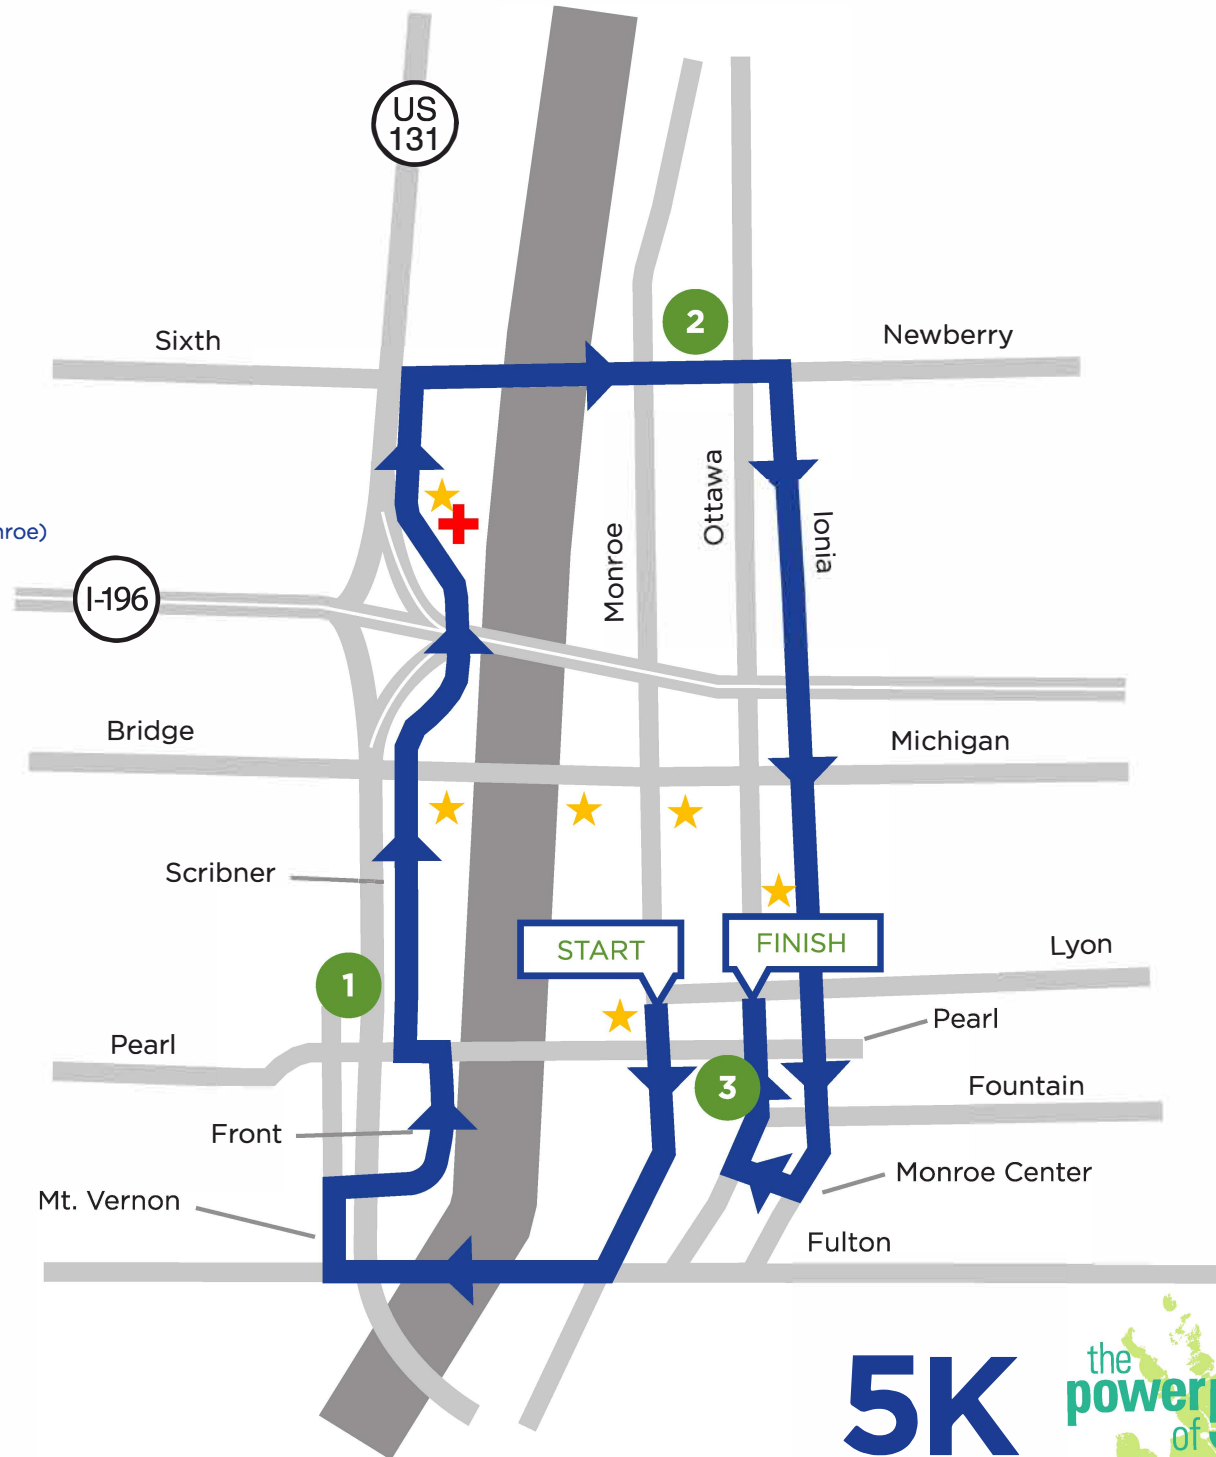 US
131
2
Sixth
Newberry
Ottawa
Ionia
Monroe
I-196
Bridge
Michigan
Scribner
START
FINISH
Lyon
1
Pearl
Pearl
3
Fountain
Front
Monroe Center
Mt. Vernon
Fulton
5K
the
power
of